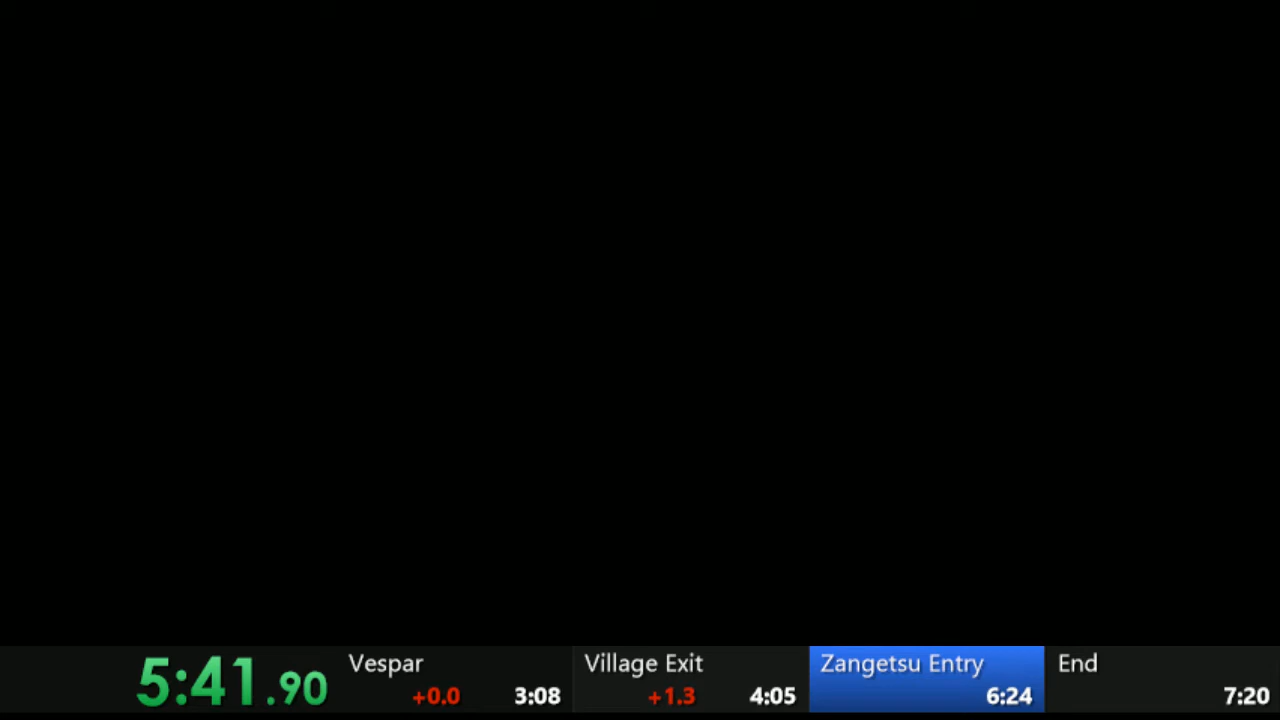 5:41.90
Vespar
+0.0 3:08
Village Exit
+1.3 4:05
Zangetsu Entry
6:24
End
7:20